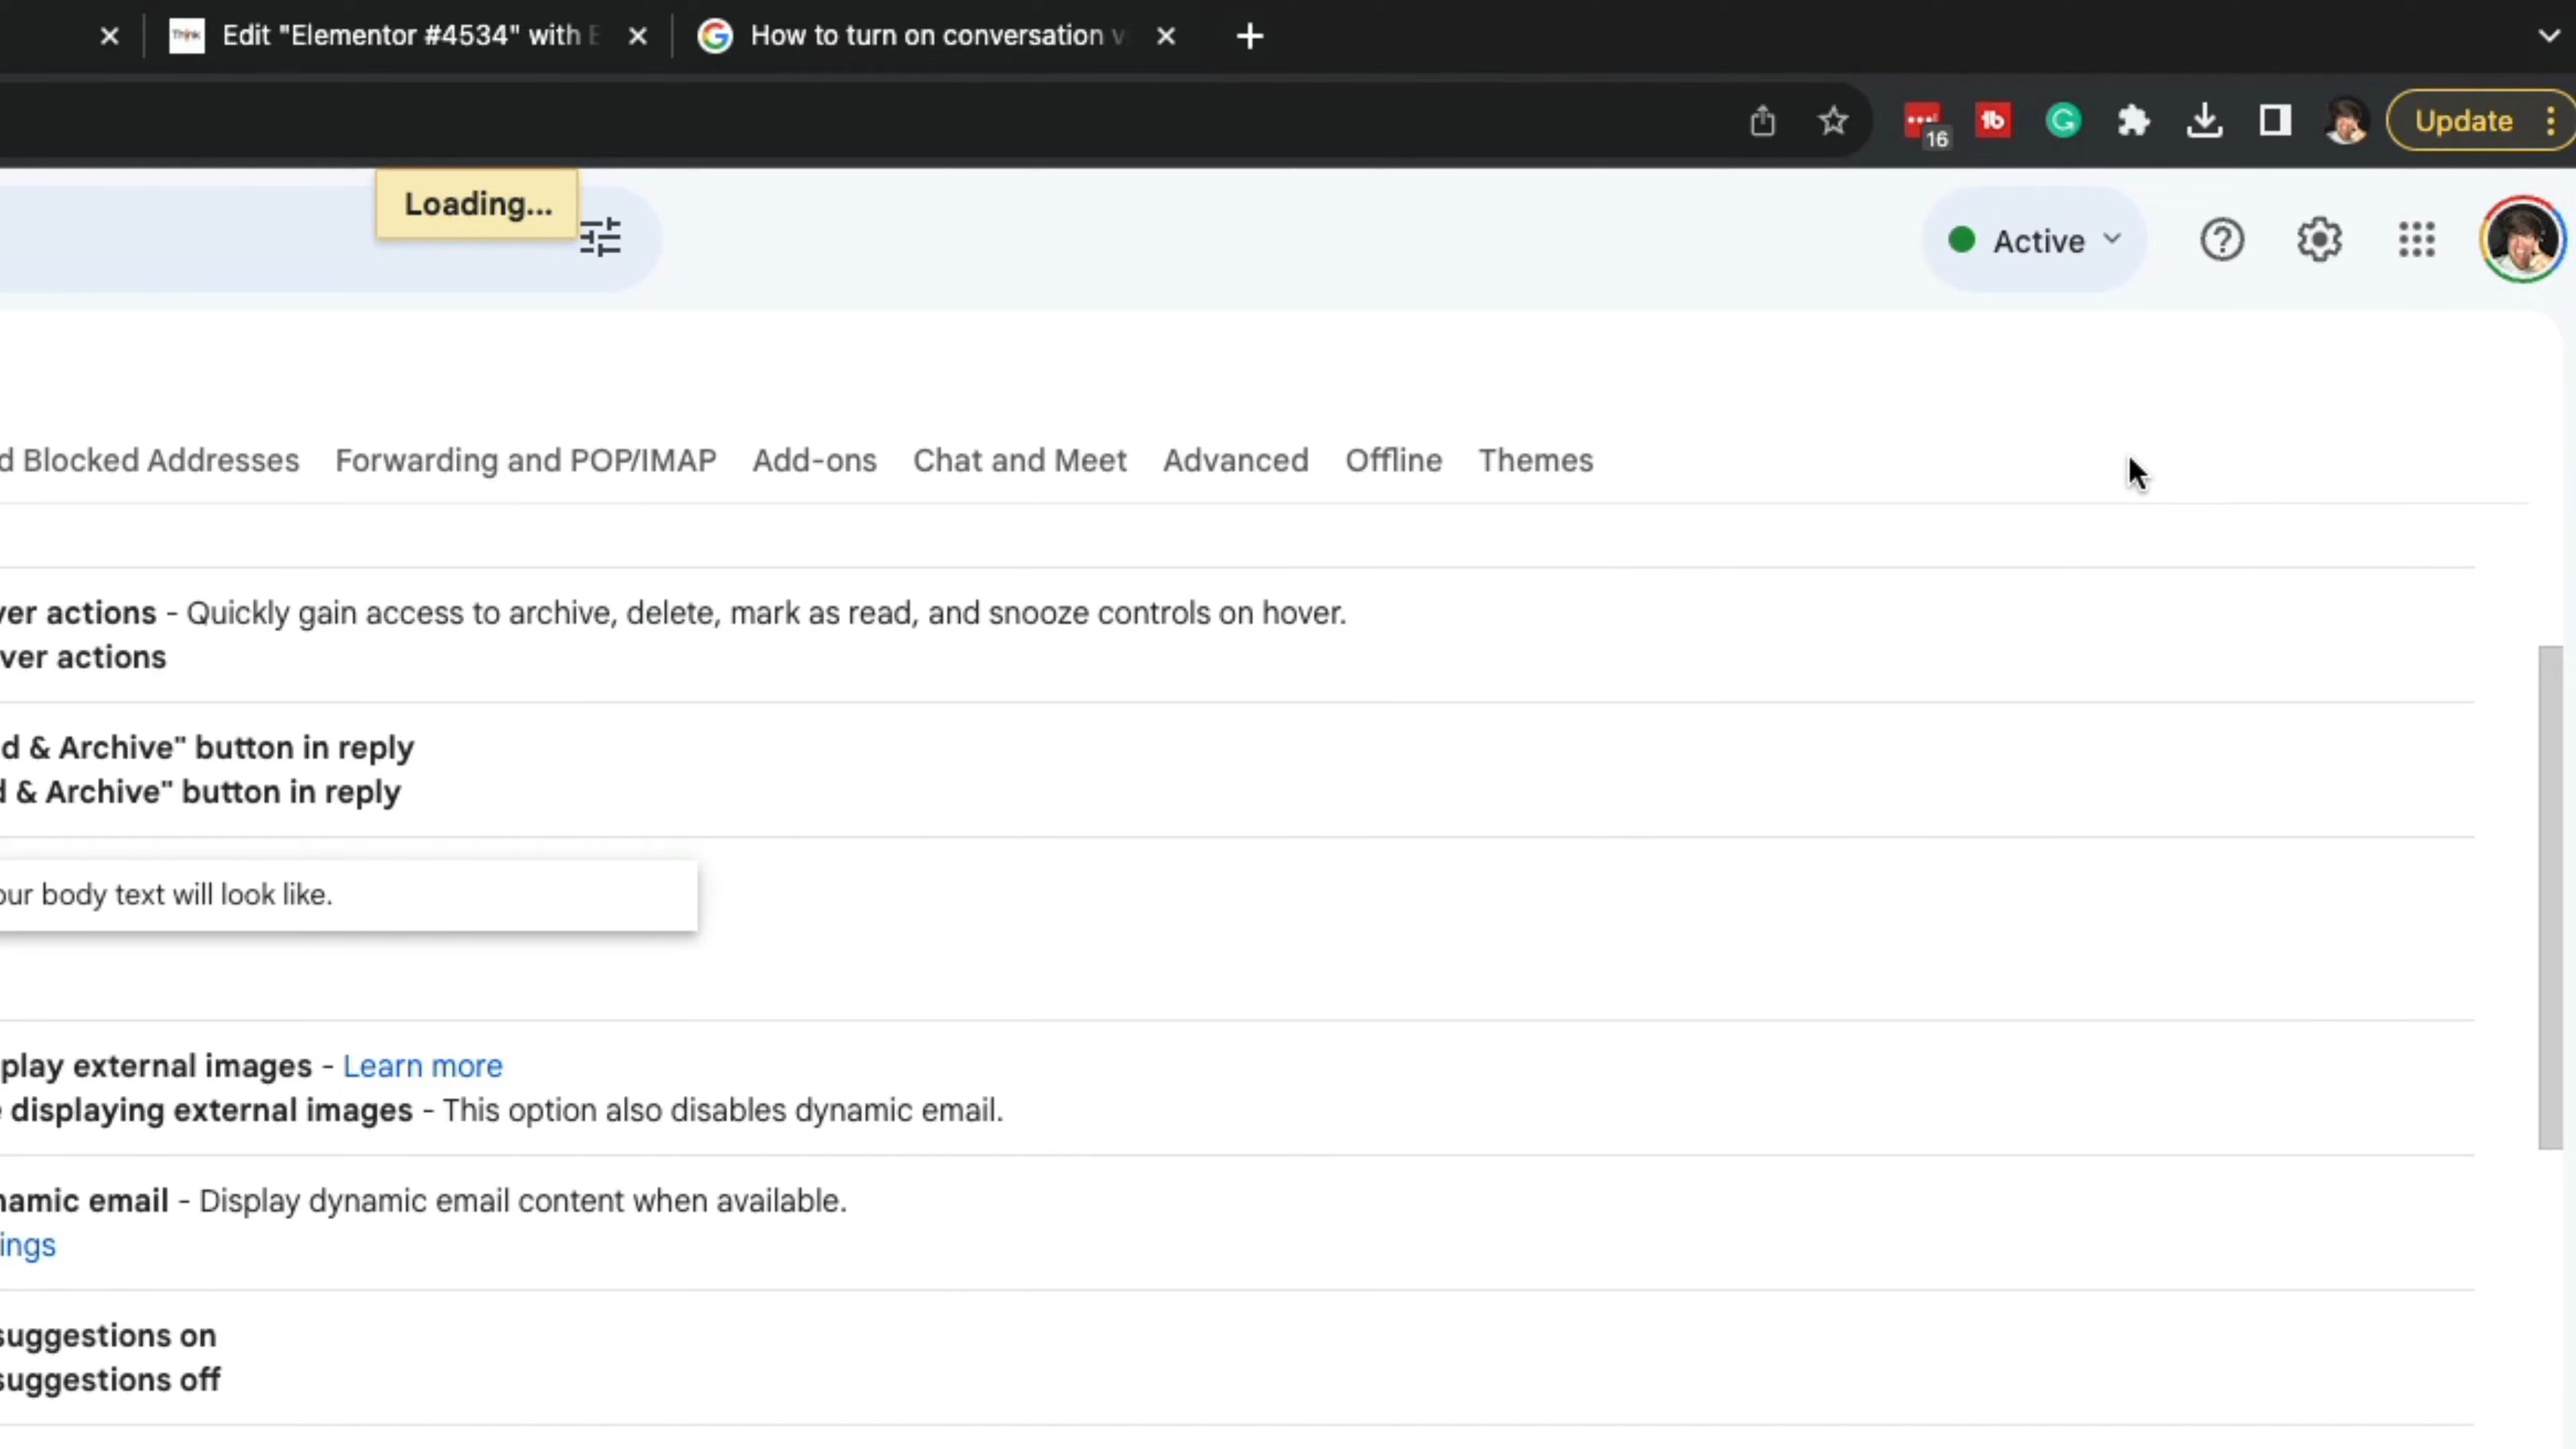 Think
Edit "Elementor #4534" with E
How to turn on conversation v
16
Update
Loading...
Active
d Blocked Addresses
Forwarding and POP/IMAP
Add-ons
Chat and Meet
Advanced
Offline
Themes
ver actions - Quickly gain access to archive, delete, mark as read, and snooze controls on hover.
ver actions
d & Archive" button in reply
d & Archive" button in reply
our body text will look like.
play external images - Learn more
displaying external images - This option also disables dynamic email.
namic email - Display dynamic email content when available.
ings
suggestions on
suggestions off